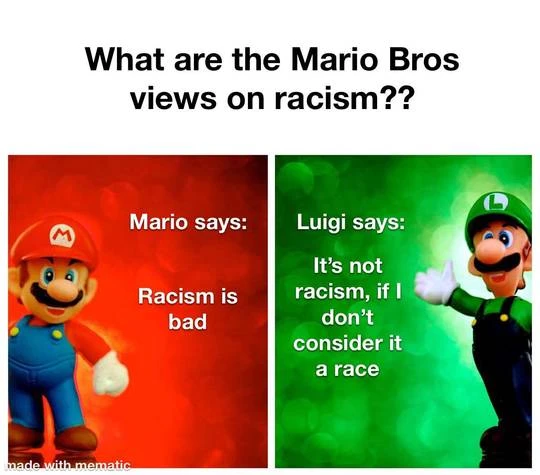 What are the Mario Bros
views on racism??
Mario says:
Racism is
bad
Luigi says:
It’s not
racism, if I
don’t
consider it
a race
M
L
made with mematic